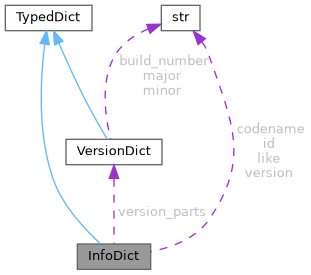 TypedDict
str
build_number
major
minor
codename
id
like
version
VersionDict
version_parts
InfoDict